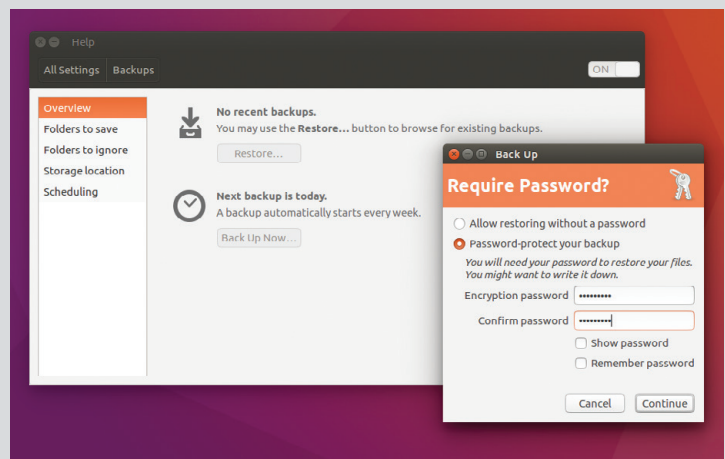 Help
All Settings Backups
ON
Overview
Folders to save
Folders to ignore
Storage location
Scheduling
No recent backups.
You may use the Restore... button to browse for existing backups.
Restore...
Next backup is today.
A backup automatically starts every week.
Back Up Now...
Back Up
Require Password?
Allow restoring without a password
Password-protect your backup
You will need your password to restore your files.
You might want to write it down.
Encryption password •••••••••
Confirm password •••••••••
Show password
Remember password
Cancel Continue